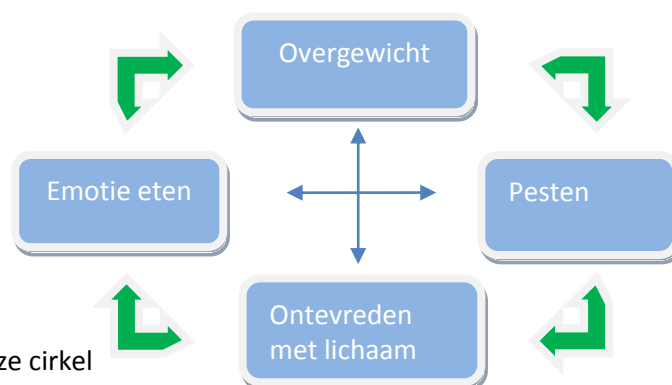 Overgewicht
Emotie eten
Pesten
Ontevreden
met lichaam
ze cirkel